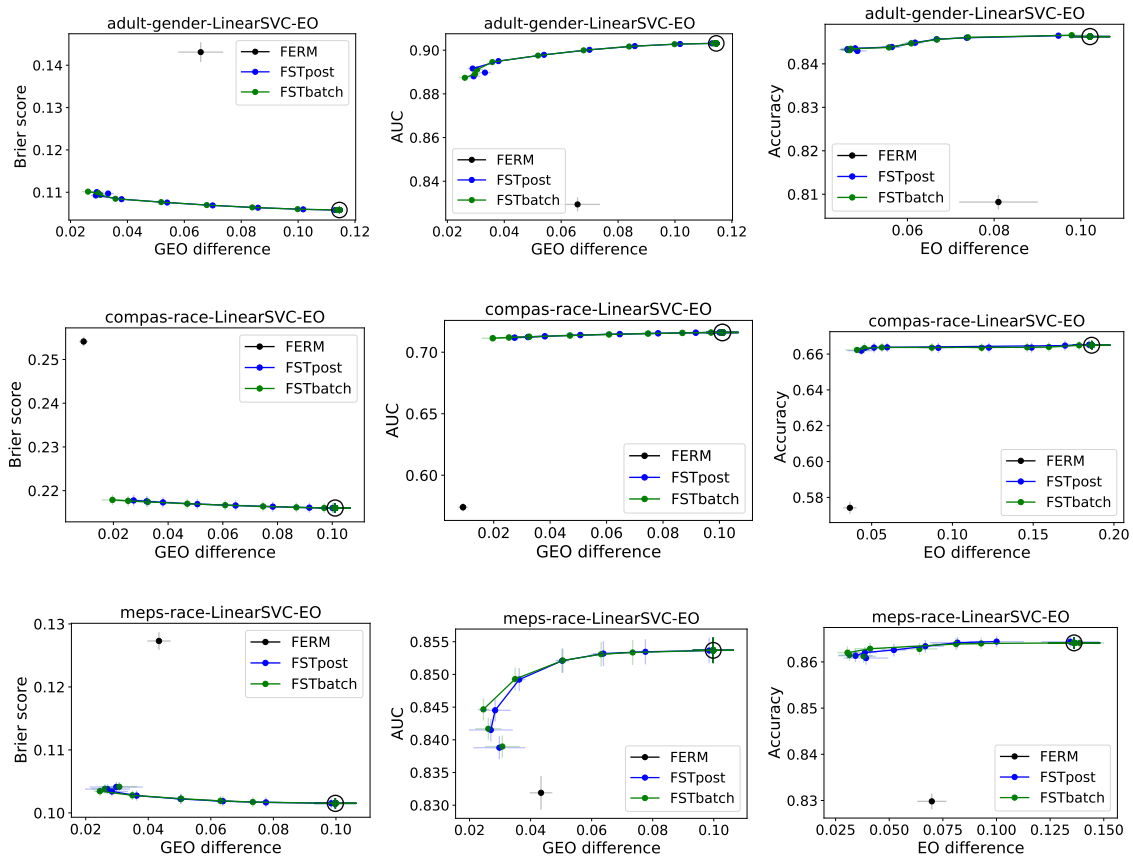 adult-gender-LinearSVC-EO
Brier score
0.14
0.13
0.12
0.11
FERM
FSTpost
FSTbatch
0.02 0.04 0.06 0.08 0.10 0.12
GEO difference
adult-gender-LinearSVC-EO
AUC
0.90
0.88
0.86
0.84
FERM
FSTpost
FSTbatch
0.02 0.04 0.06 0.08 0.10 0.12
GEO difference
adult-gender-LinearSVC-EO
Accuracy
0.84
0.83
0.82
0.81
FERM
FSTpost
FSTbatch
0.06 0.08 0.10
EO difference
compas-race-LinearSVC-EO
Brier score
0.25
0.24
0.23
0.22
FERM
FSTpost
FSTbatch
0.02 0.04 0.06 0.08 0.10
GEO difference
compas-race-LinearSVC-EO
AUC
0.70
0.65
0.60
FERM
FSTpost
FSTbatch
0.02 0.04 0.06 0.08 0.10
GEO difference
compas-race-LinearSVC-EO
Accuracy
0.66
0.64
0.62
0.60
0.58
FERM
FSTpost
FSTbatch
0.05 0.10 0.15 0.20
EO difference
meps-race-LinearSVC-EO
Brier score
0.13
0.12
0.11
0.10
FERM
FSTpost
FSTbatch
0.02 0.04 0.06 0.08 0.10
GEO difference
meps-race-LinearSVC-EO
AUC
0.855
0.850
0.845
0.840
0.835
0.830
FERM
FSTpost
FSTbatch
0.02 0.04 0.06 0.08 0.10
GEO difference
meps-race-LinearSVC-EO
Accuracy
0.86
0.85
0.84
0.83
FERM
FSTpost
FSTbatch
0.025 0.050 0.075 0.100 0.125 0.150
EO difference